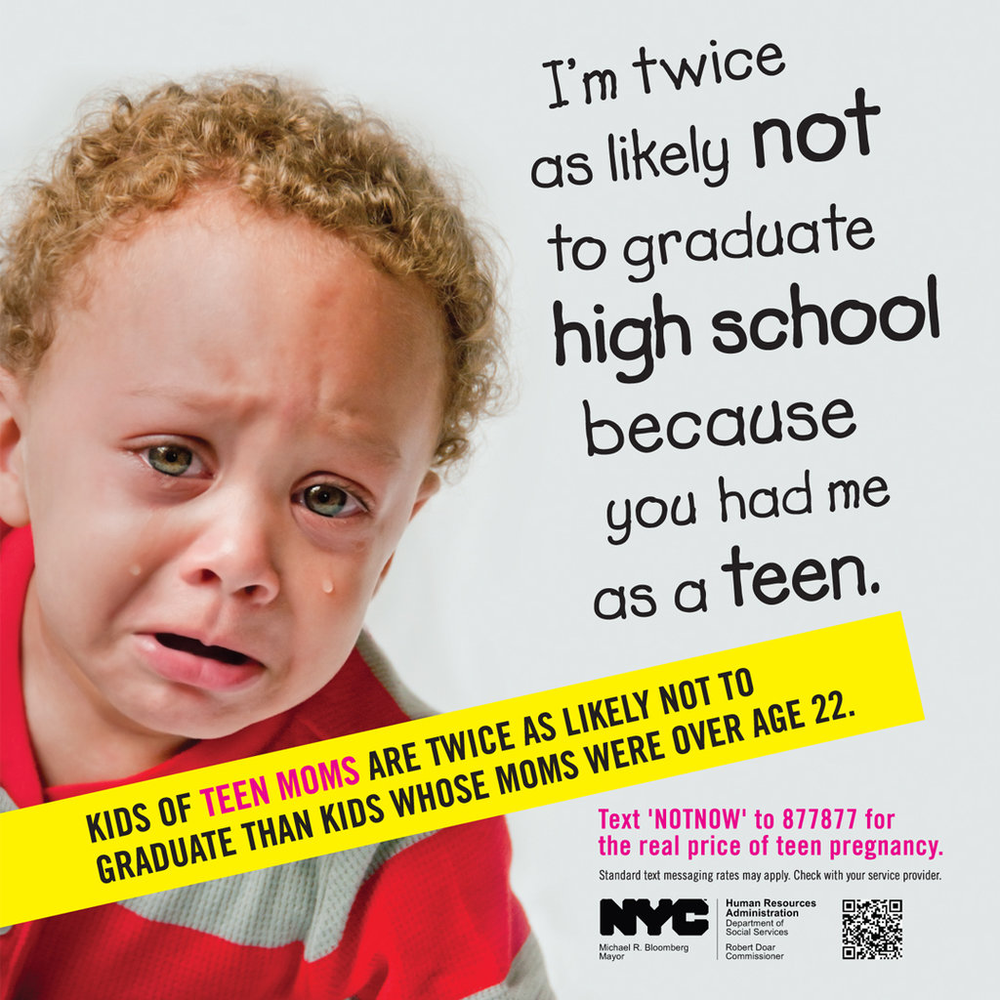 I'm twice
as likely not
to graduate
high school
because
you had me
as a teen.
KIDS OF TEEN MOMS ARE TWICE AS LIKELY NOT TO
GRADUATE THAN KIDS WHOSE MOMS WERE OVER AGE 22.
Text 'NOTNOW' to 877877 for
the real price of teen pregnancy.
Standard text messaging rates may apply. Check with your service provider.
NYC
Michael R. Bloomberg
Mayor
Human Resources
Administration
Department of
Social Services
Robert Doar
Commissioner